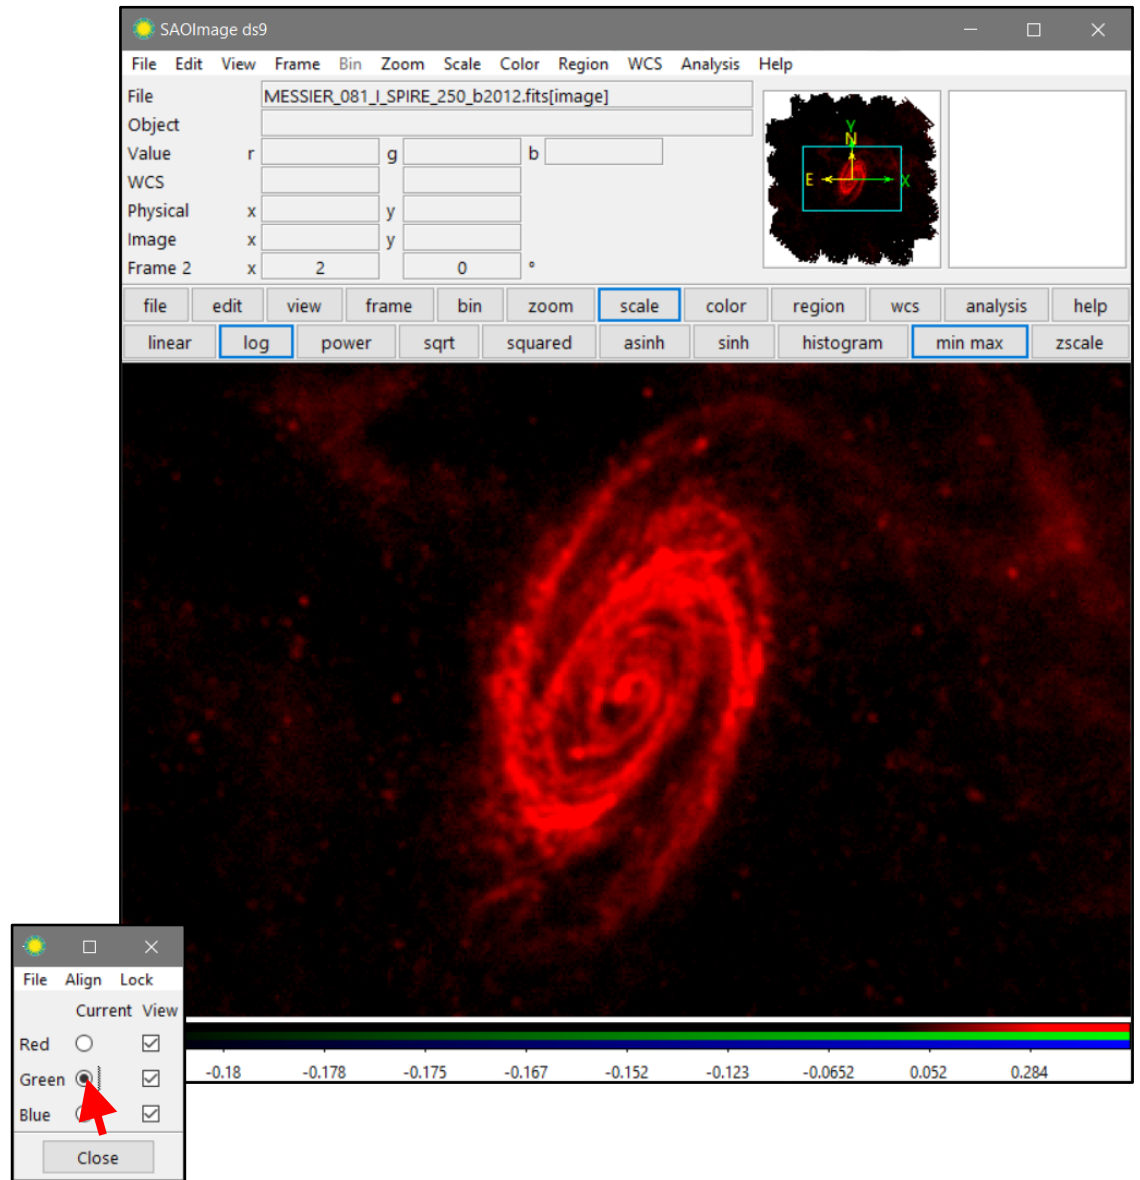 SAOImage ds9
File Edit View Frame Bin Zoom Scale Color Region WCS Analysis Help
File MESSIER_081_I_SPIRE_250_b2012.fits[image]
Object
Value r g b
WCS
Physical x y
Image x y
Frame 2 x 2 0 °
Y
N
E X
file edit view frame bin zoom scale color region wcs analysis help
linear log power sqrt squared asinh sinh histogram min max zscale
-0.18 -0.178 -0.175 -0.167 -0.152 -0.123 -0.0652 0.052 0.284
File Align Lock
Current View
Red
Green
Blue
Close